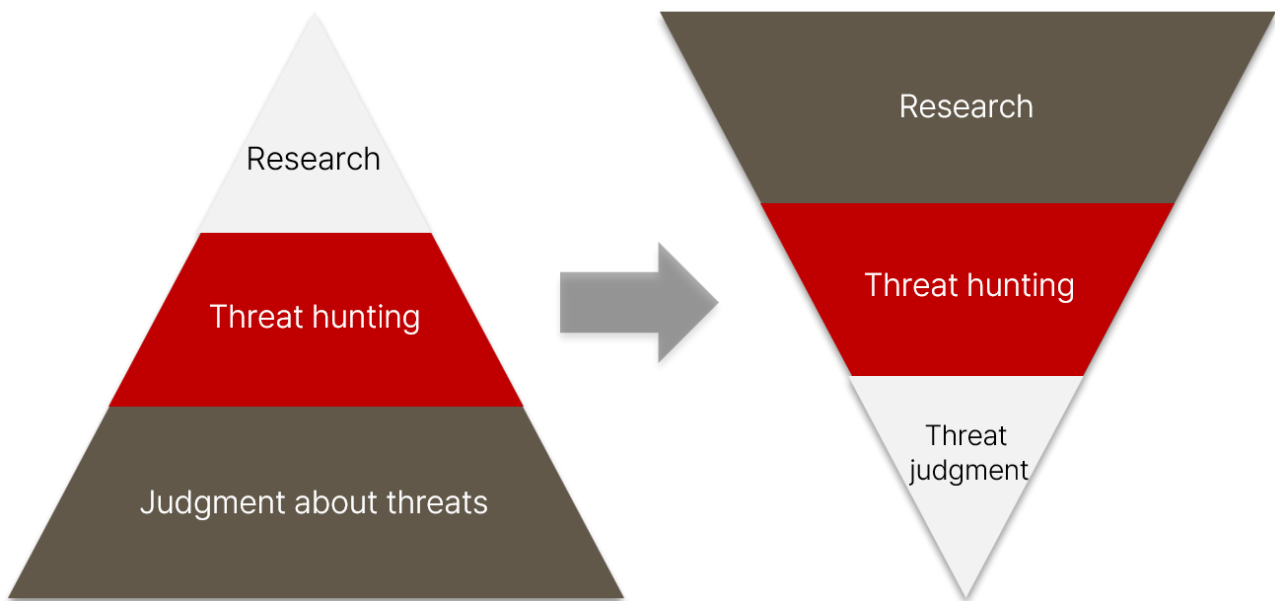 Research
Threat hunting
Judgment about threats
Research
Threat hunting
Threat
judgment